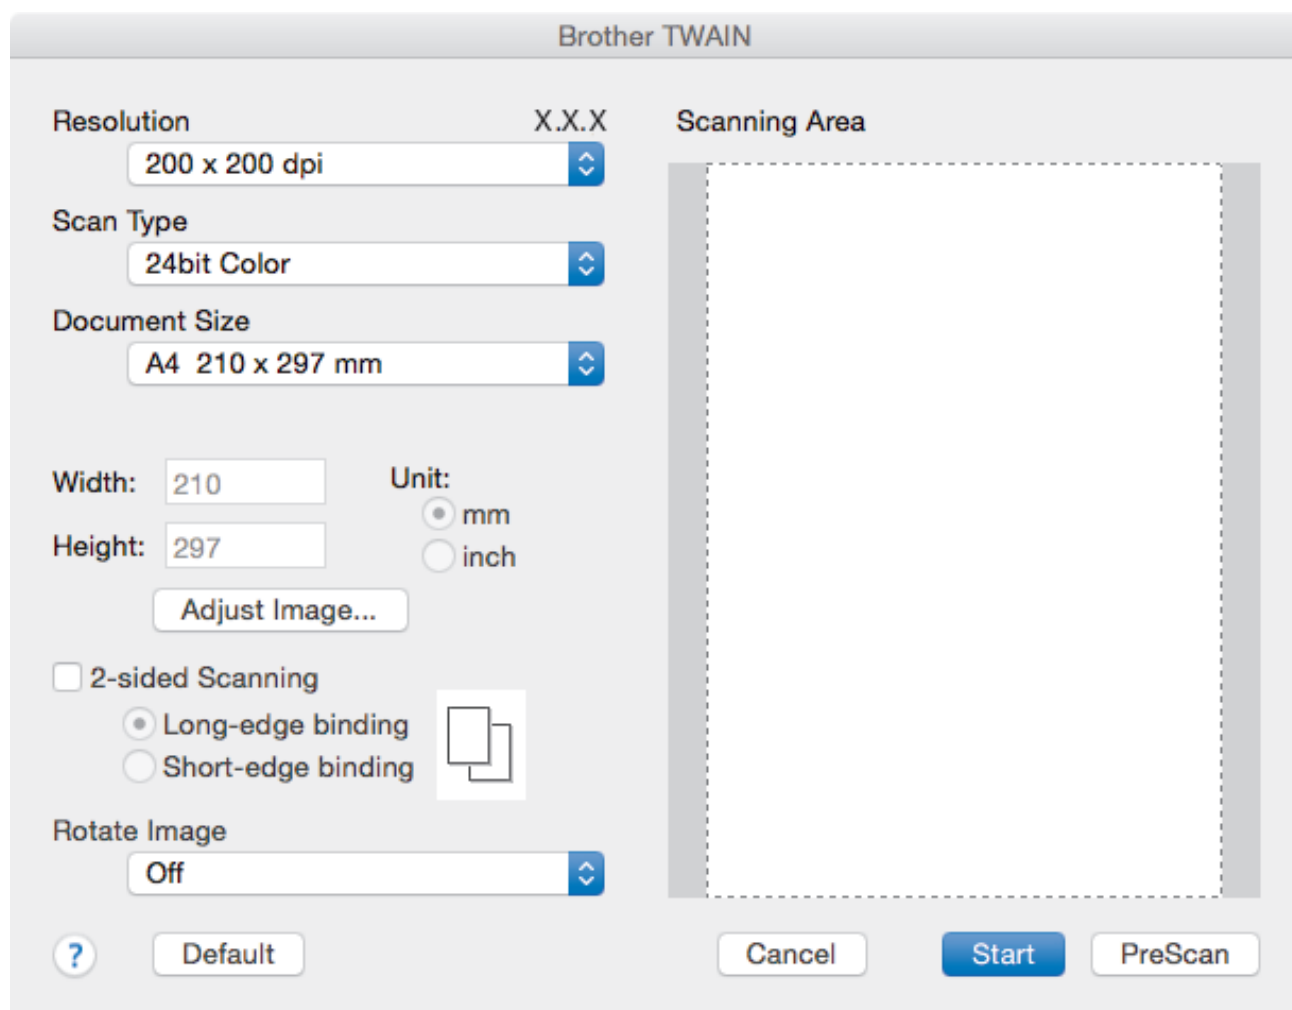 Brother TWAIN
Resolution X.X.X
200 x 200 dpi
Scan Type
24bit Color
Document Size
A4 210 x 297 mm
Width: 210
Height: 297
Unit:
mm
inch
Adjust Image...
2-sided Scanning
Long-edge binding
Short-edge binding
Rotate Image
Off
? Default
Scanning Area
Cancel Start PreScan